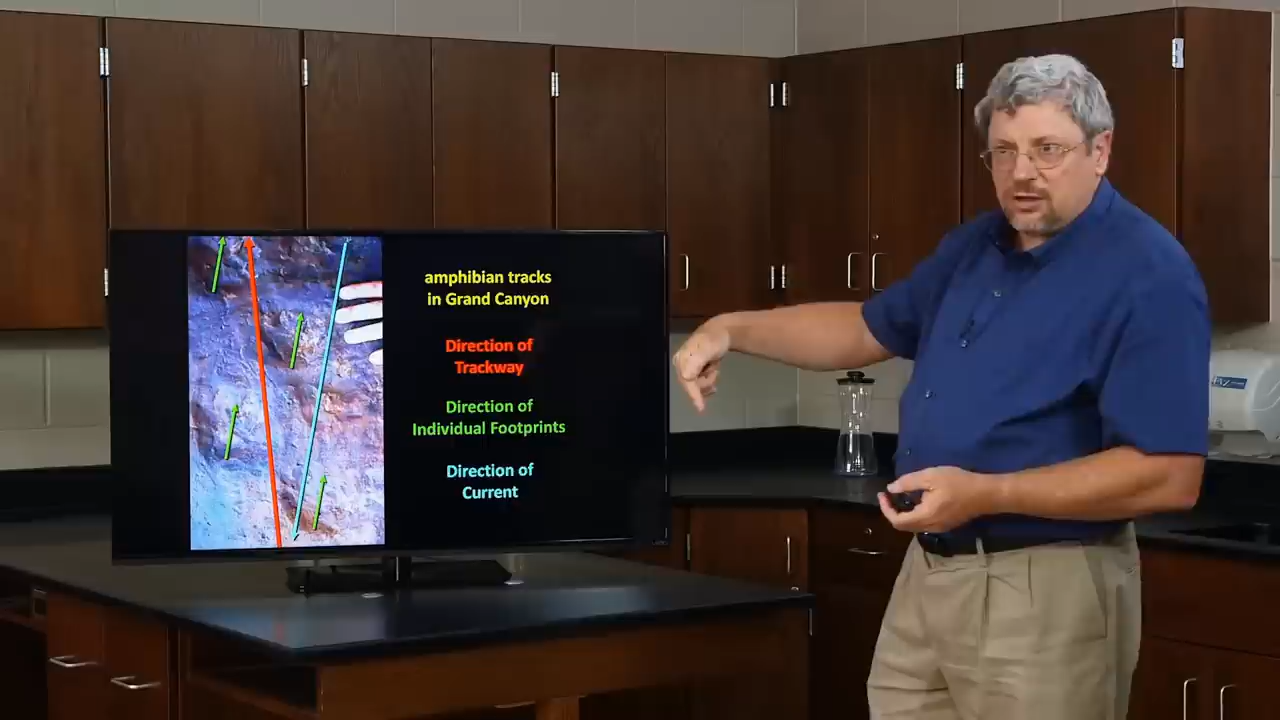 amphibian tracks
in Grand Canyon
Direction of
Trackway
Direction of
Individual Footprints
Direction of
Current